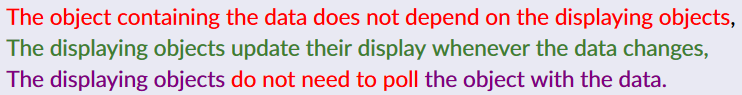 The object containing the data does not depend on the displaying objects,
The displaying objects update their display whenever the data changes,
The displaying objects do not need to poll the object with the data.